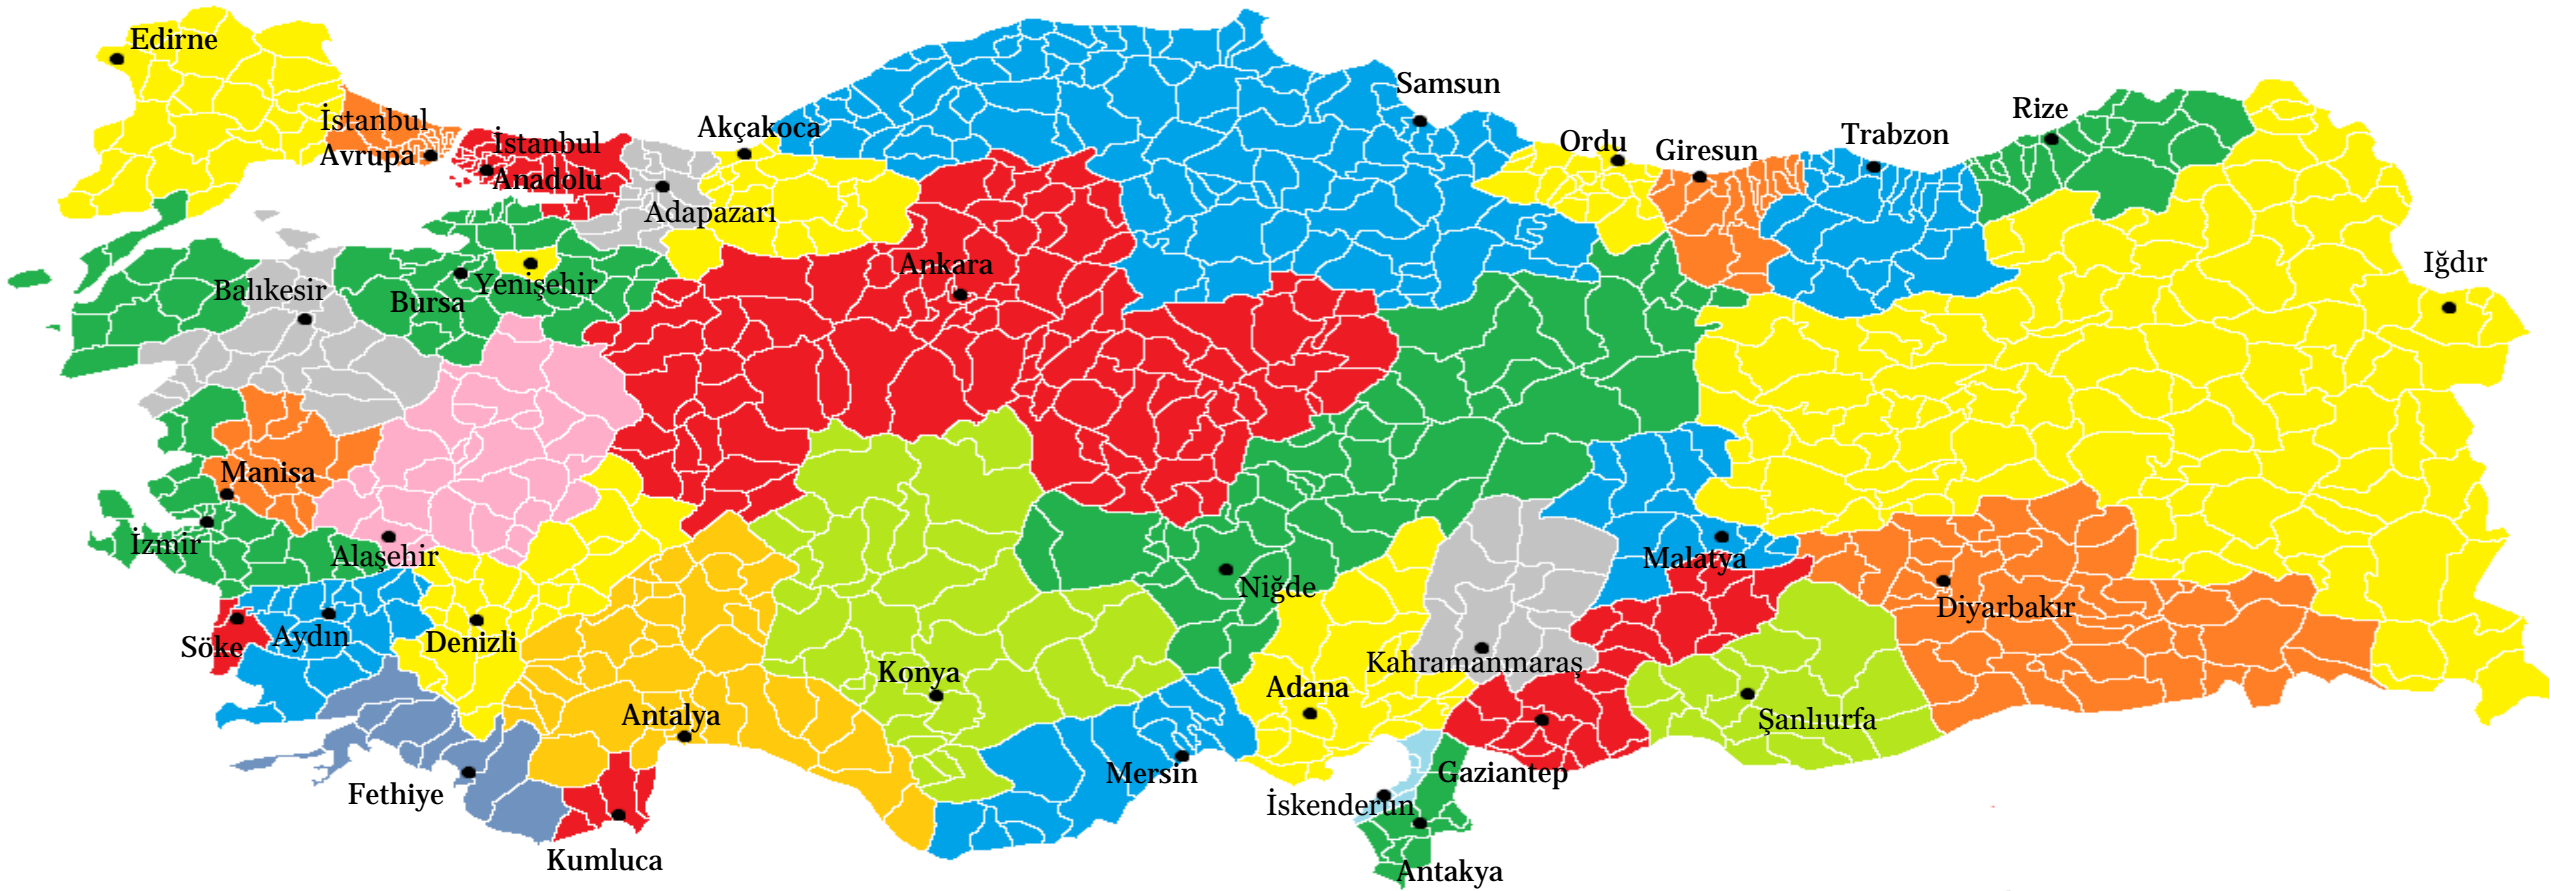 Edirne
Samsun
İstanbul
Avrupa
İstanbul
Anadolu
Akçakoca
Ordu
Giresun
Trabzon
Rize
Adapazarı
Ankara
Iğdır
Balıkesir
Bursa
Yenişehir
Manisa
İzmir
Alaşehir
Malatya
Niğde
Diyarbakır
Söke
Aydın
Denizli
Konya
Kahramanmaraş
Adana
Antalya
Şanlıurfa
Mersin
Gaziantep
Fethiye
İskenderun
Kumluca
Antakya